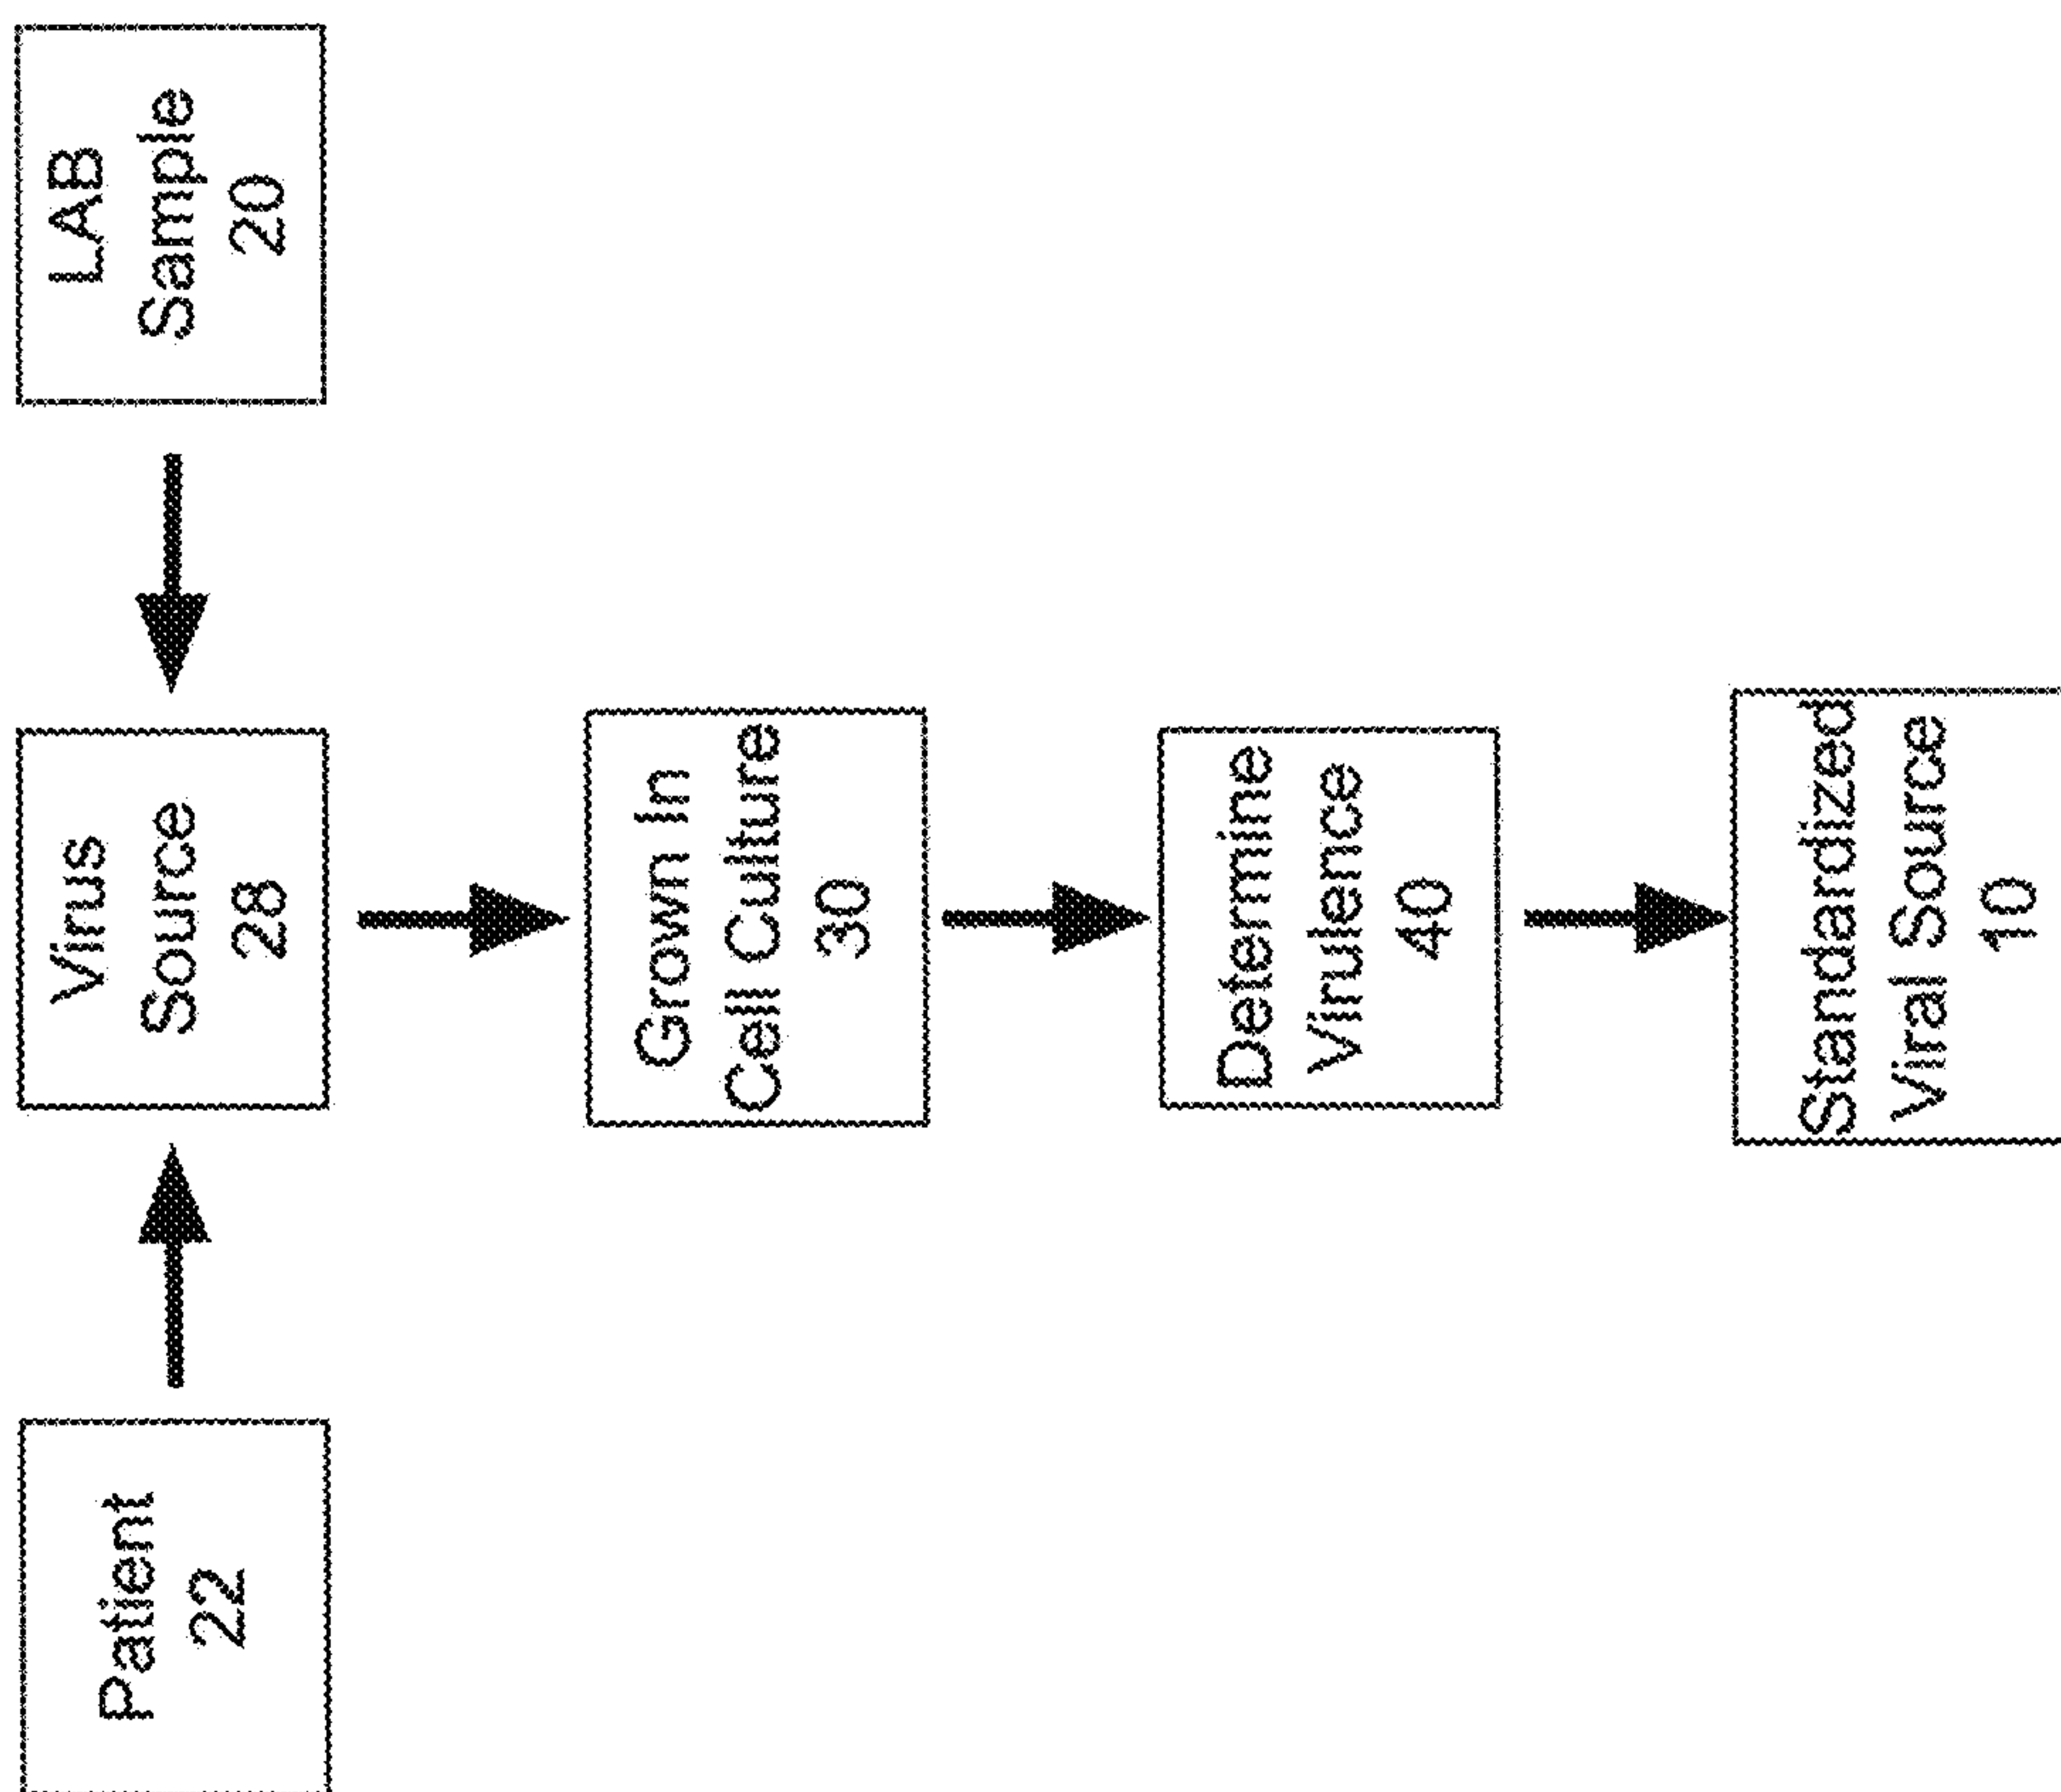 Patient
22
Virus
Source
28
LAB
Sample
20
Grown In
Cell Culture
30
Determine
Virulence
40
Standardized
Viral Source
10